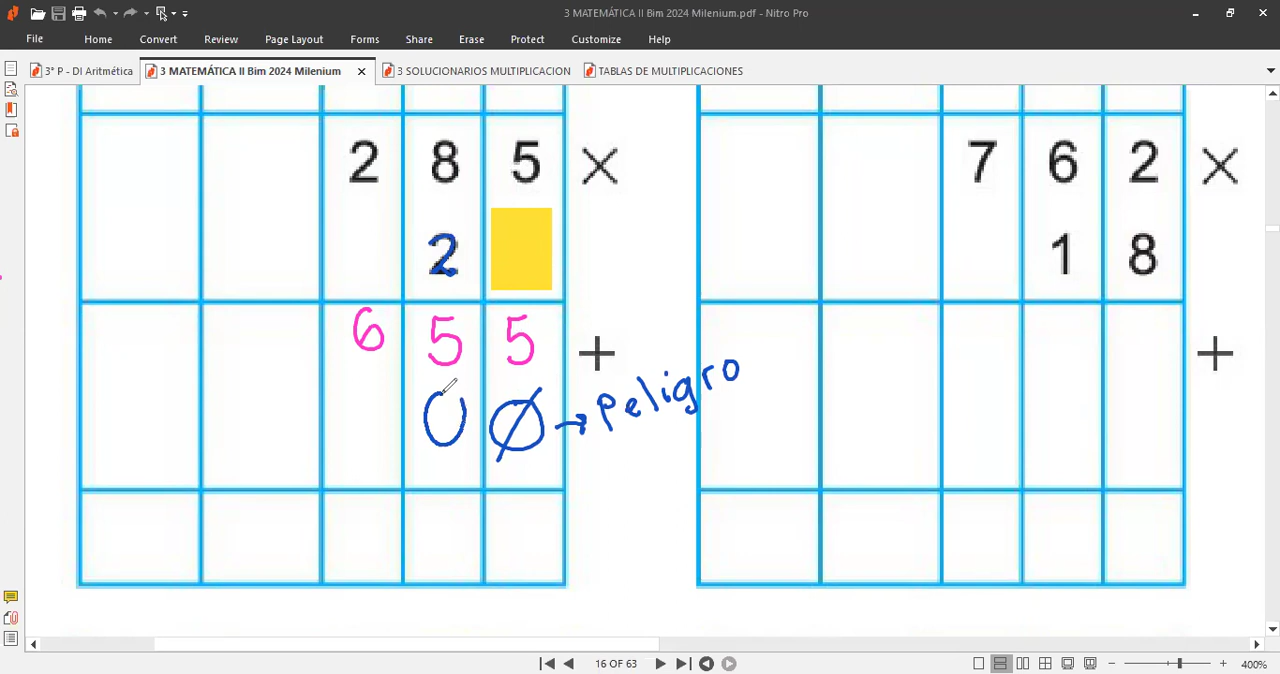 3 MATEMÁTICA II Bim 2024 Milenium.pdf - Nitro Pro
File Home Convert Review Page Layout Forms Share Erase Protect Customize Help
3° P - DI Aritmética 3 MATEMÁTICA II Bim 2024 Milenium 3 SOLUCIONARIOS MULTIPLICACION TABLAS DE MULTIPLICACIONES
2 8 5 × 7 6 2 ×
2 1 8
6 5 5 + +
0 0 → Peligro
16 OF 63 400%